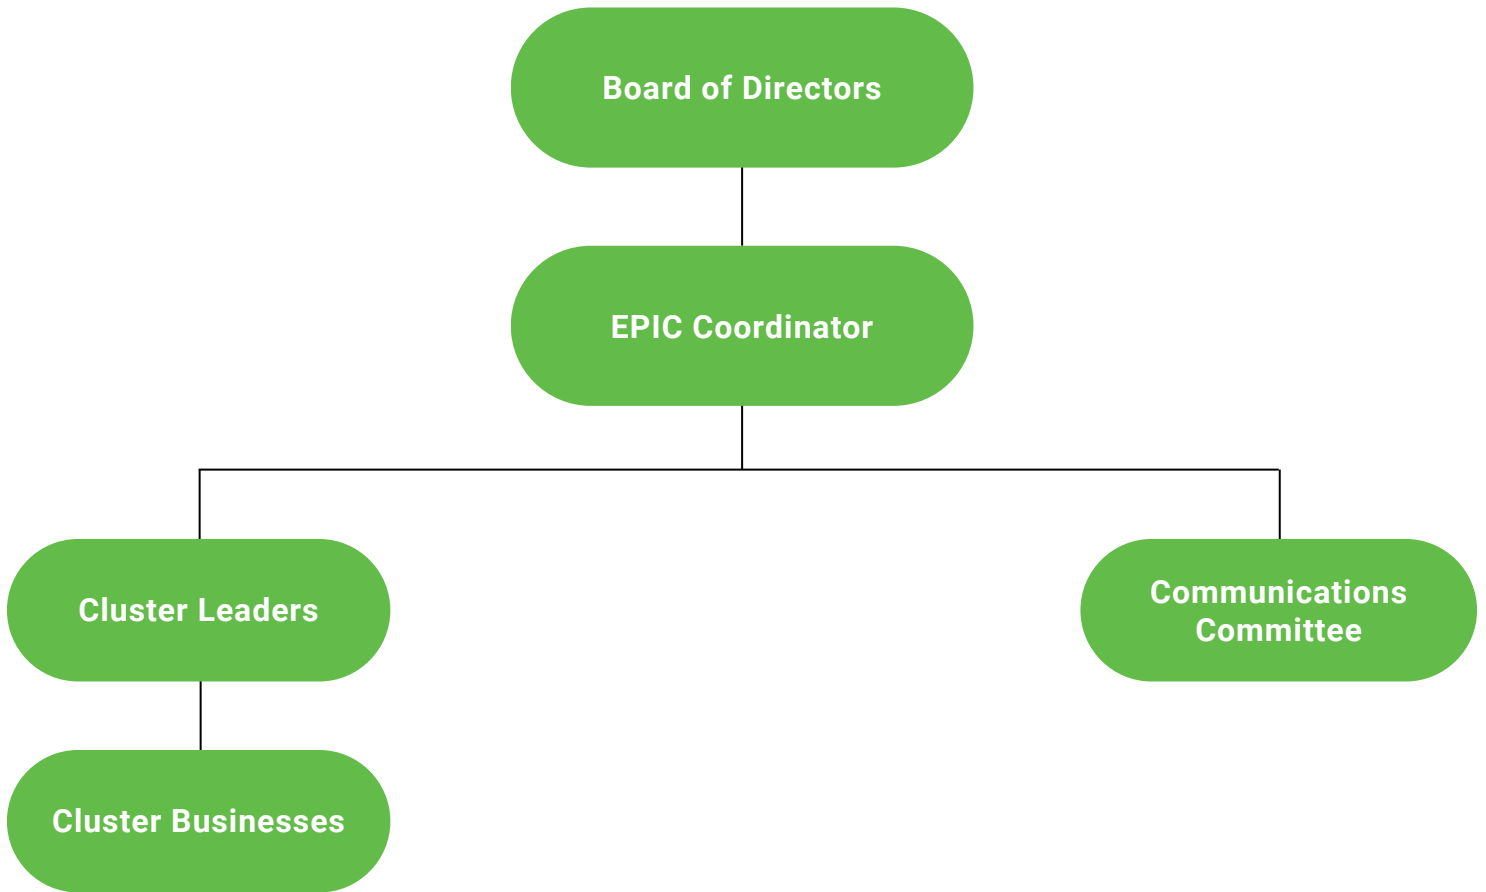 Board of Directors
EPIC Coordinator
Cluster Leaders
Communications
Committee
Cluster Businesses